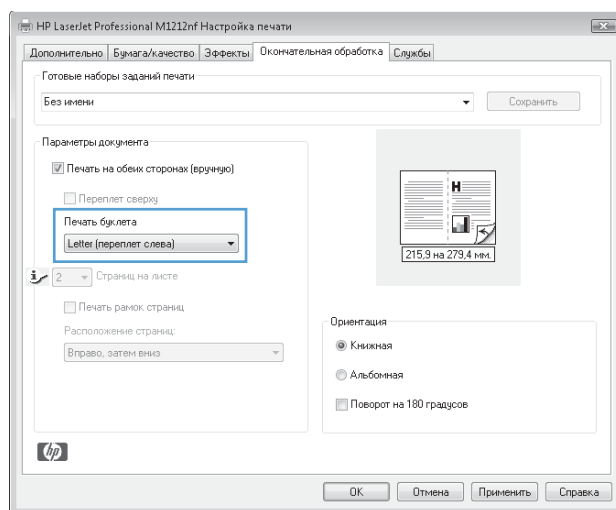 HP LaserJet Professional M1212nf Настройка печати
Дополнительно Бумага/качество Эффекты Окончательная обработка Службы
Готовые наборы заданий печати
Без имени
Сохранить
Параметры документа
Печать на обеих сторонах (вручную)
Переплет сверху
Печать буклета
Letter (переплет слева)
2 Страниц на листе
Печать рамок страниц
Расположение страниц:
Вправо, затем вниз
H
215,9 на 279,4 мм.
Ориентация
Книжная
Альбомная
Поворот на 180 градусов
hp
OK Отмена Применить Справка